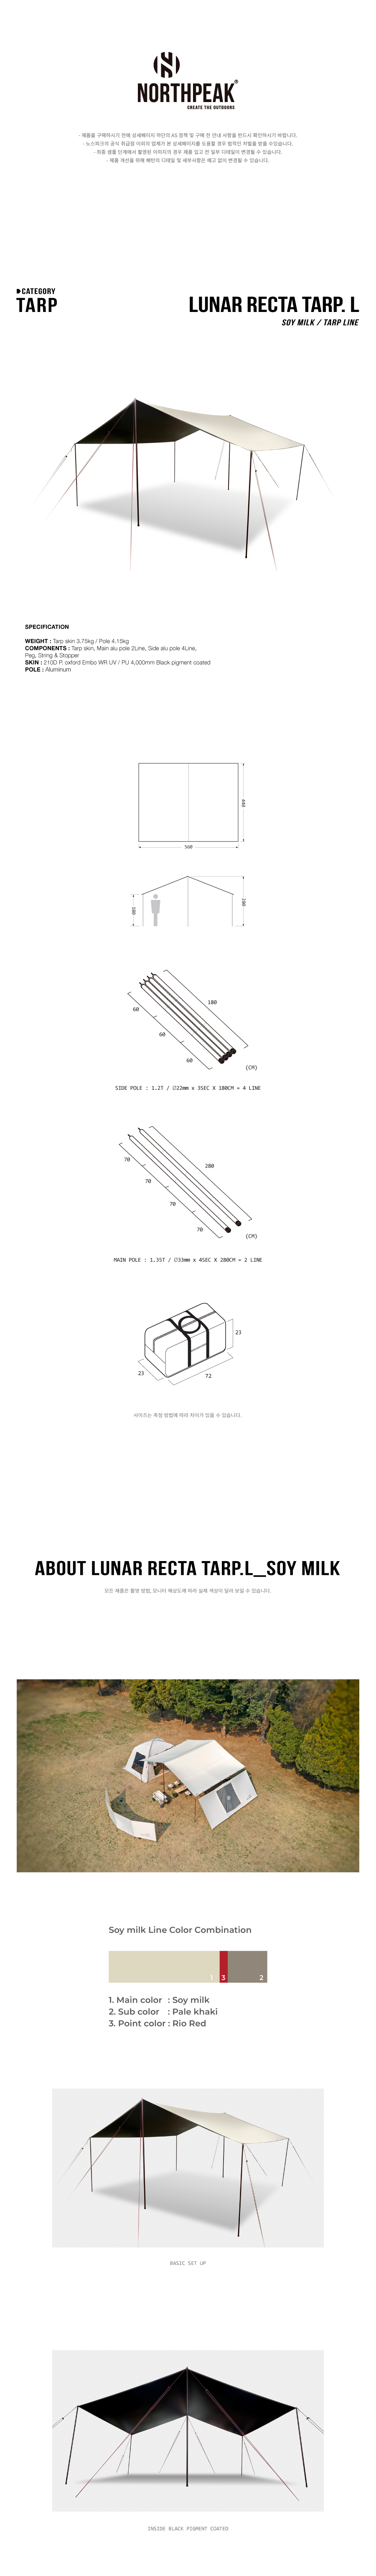 NORTHPEAK®
CREATE THE OUTDOORS
- 제품을 구매하시기 전에 상세페이지 하단의 AS 정책 및 구매 전 안내 사항을 반드시 확인하시기 바랍니다.
- 노스피크의 공식 취급점 이외의 업체가 본 상세페이지를 도용할 경우 법적인 처벌을 받을 수있습니다.
- 최종 샘플 단계에서 촬영된 이미지의 경우 제품 입고 전 일부 디테일이 변경될 수 있습니다.
- 제품 개선을 위해 패턴의 디테일 및 세부사항은 예고 없이 변경될 수 있습니다.
CATEGORY
TARP
LUNAR RECTA TARP. L
SOY MILK / TARP LINE
SPECIFICATION
WEIGHT : Tarp skin 3.75kg / Pole 4.15kg
COMPONENTS : Tarp skin, Main alu pole 2Line, Side alu pole 4Line,
Peg, String & Stopper
SKIN : 210D P. oxford Embo WR UV / PU 4,000mm Black pigment coated
POLE : Aluminum
440
560
180
280
180
60
60
60
(CM)
SIDE POLE : 1.2T / ∅22mm x 3SEC X 180CM = 4 LINE
70
280
70
70
70
(CM)
MAIN POLE : 1.35T / ∅33mm x 4SEC X 280CM = 2 LINE
23
23
72
사이즈는 측정 방법에 따라 차이가 있을 수 있습니다.
ABOUT LUNAR RECTA TARP.L_SOY MILK
모든 제품은 촬영 방법, 모니터 해상도에 따라 실제 색상이 달라 보일 수 있습니다.
Soy milk Line Color Combination
1 3 2
1. Main color : Soy milk
2. Sub color : Pale khaki
3. Point color : Rio Red
BASIC SET UP
INSIDE BLACK PIGMENT COATED